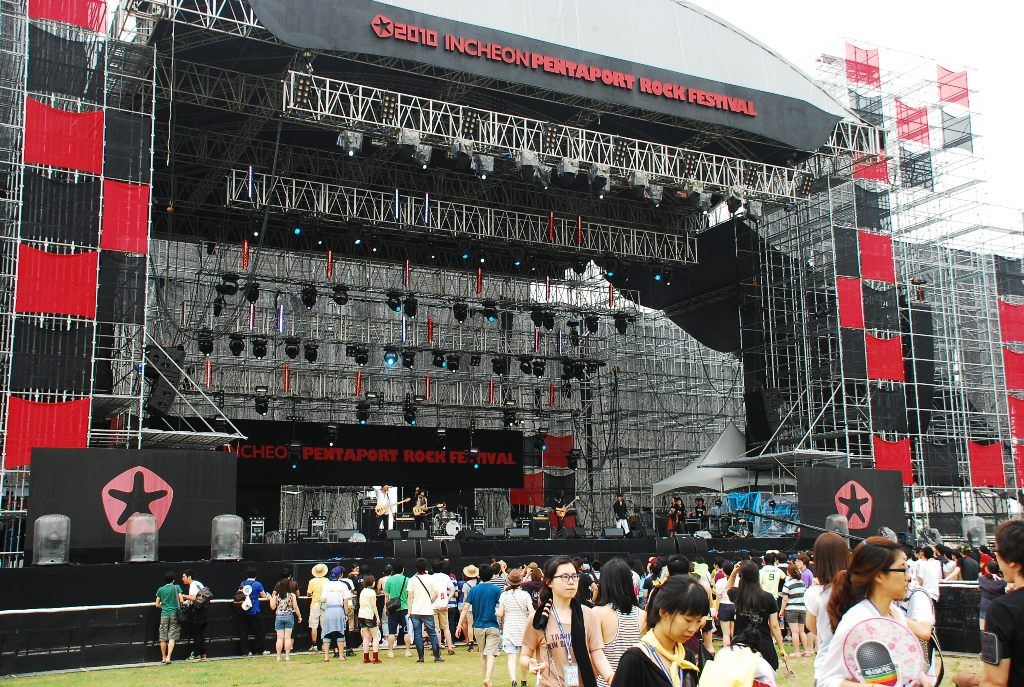 2010 INCHEON PENTAPORT ROCK FESTIVAL
INCHEON PENTAPORT ROCK FESTIVAL